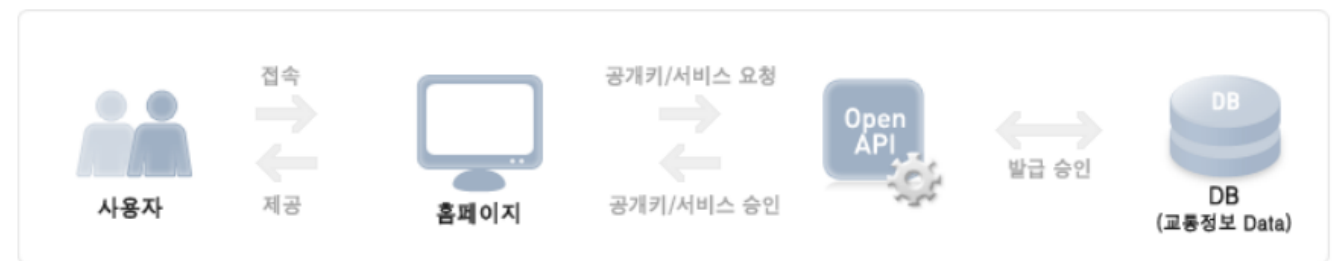 접속
공개키/서비스 요청
DB
Open
API
발급 승인
사용자
제공
홈페이지
공개키/서비스 승인
DB
(교통정보 Data)